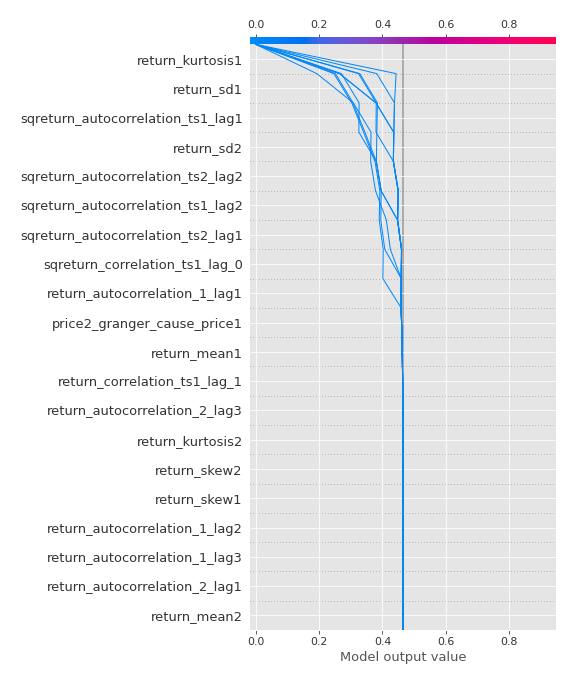 0.0 0.2 0.4 0.6 0.8
return_kurtosis1
return_sd1
sqreturn_autocorrelation_ts1_lag1
return_sd2
sqreturn_autocorrelation_ts2_lag2
sqreturn_autocorrelation_ts1_lag2
sqreturn_autocorrelation_ts2_lag1
sqreturn_correlation_ts1_lag_0
return_autocorrelation_1_lag1
price2_granger_cause_price1
return_mean1
return_correlation_ts1_lag_1
return_autocorrelation_2_lag3
return_kurtosis2
return_skew2
return_skew1
return_autocorrelation_1_lag2
return_autocorrelation_1_lag3
return_autocorrelation_2_lag1
return_mean2
0.0 0.2 0.4 0.6 0.8
Model output value